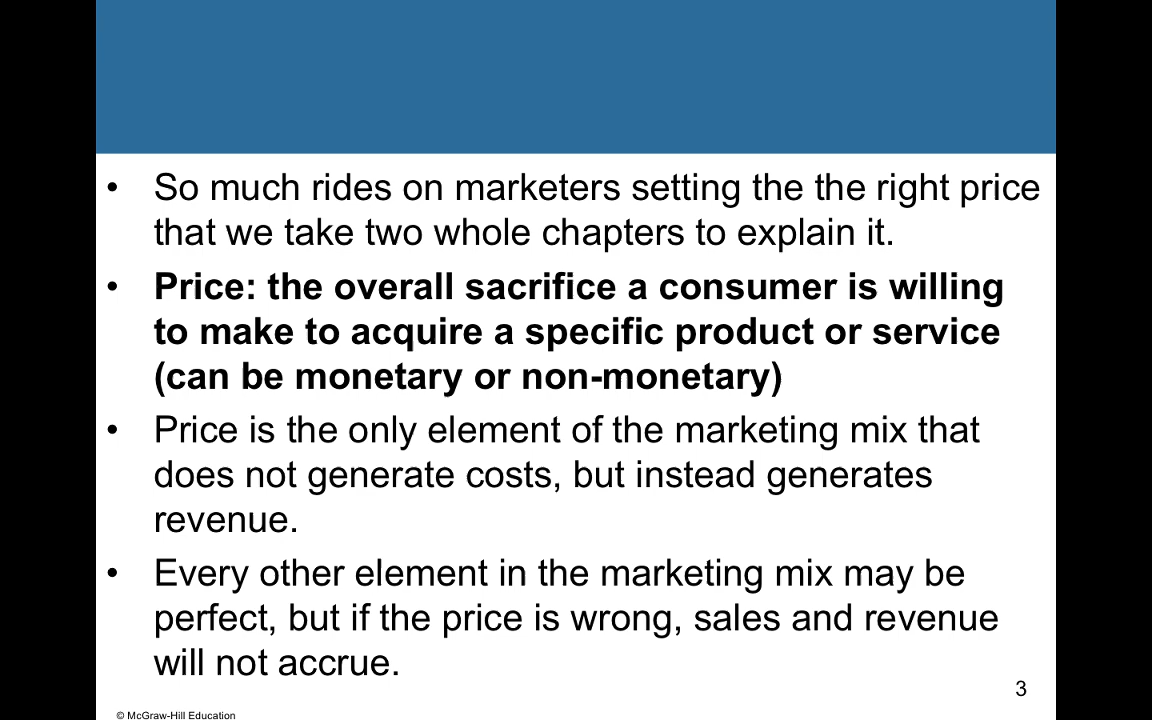 • So much rides on marketers setting the the right price
that we take two whole chapters to explain it.
• Price: the overall sacrifice a consumer is willing
to make to acquire a specific product or service
(can be monetary or non-monetary)
• Price is the only element of the marketing mix that
does not generate costs, but instead generates
revenue.
• Every other element in the marketing mix may be
perfect, but if the price is wrong, sales and revenue
will not accrue.
3
© McGraw-Hill Education